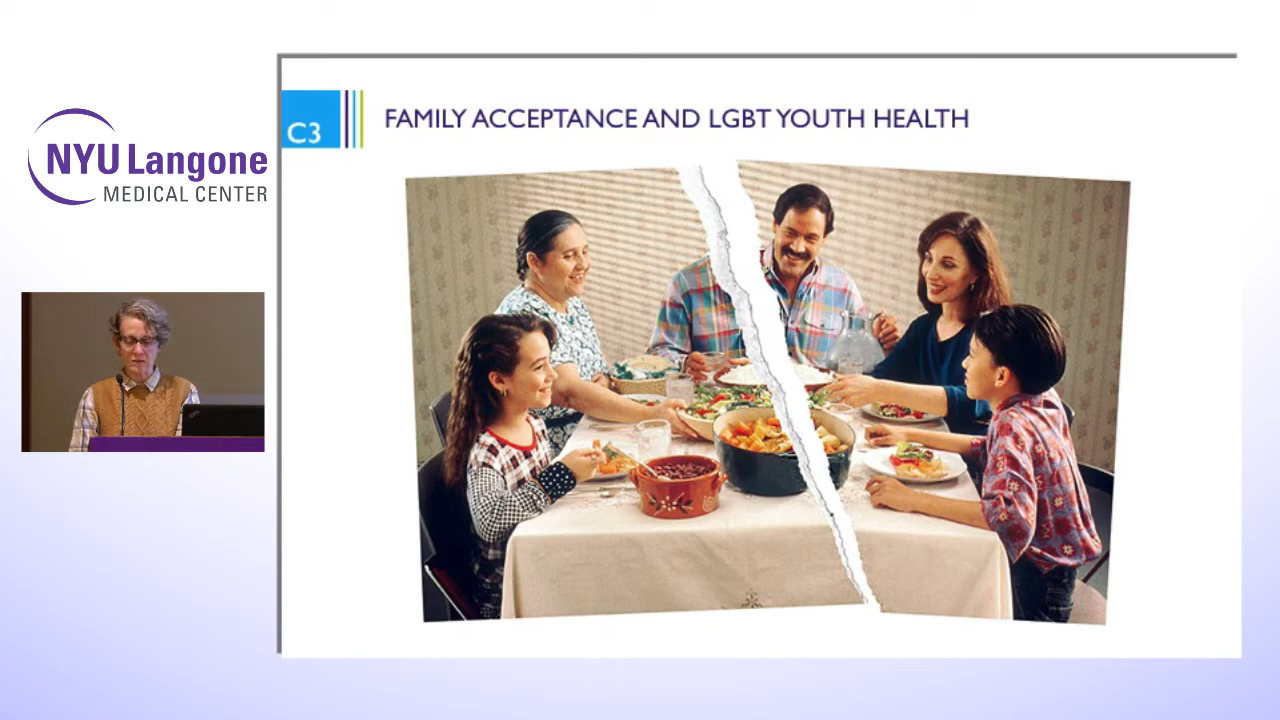 NYU Langone
MEDICAL CENTER
C3
FAMILY ACCEPTANCE AND LGBT YOUTH HEALTH